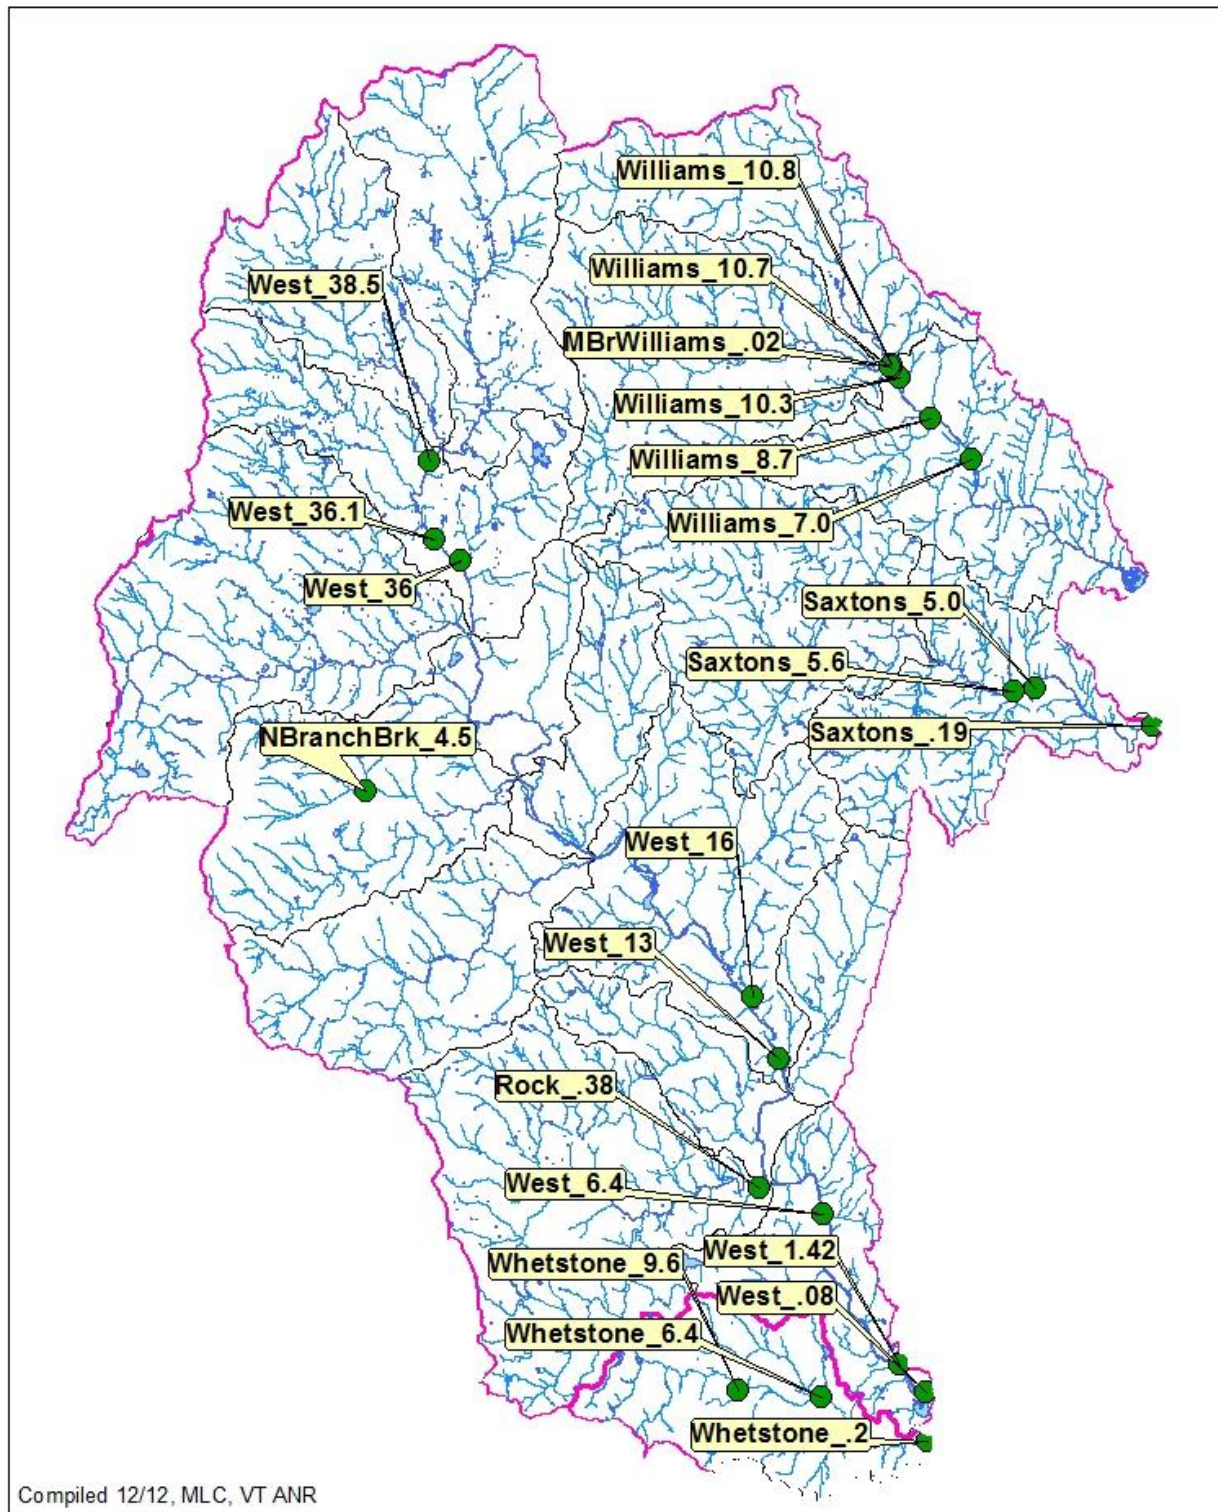 Williams_10.8
Williams_10.7
West_38.5
MBrWilliams_.02
Williams_10.3
Williams_8.7
West_36.1
Williams_7.0
West_36
Saxtons_5.0
Saxtons_5.6
Saxtons_.19
NBranchBrk_4.5
West_16
West_13
Rock_.38
West_6.4
West_1.42
Whetstone_9.6
West_.08
Whetstone_6.4
Whetstone_.2
Compiled 12/12, MLC, VT ANR